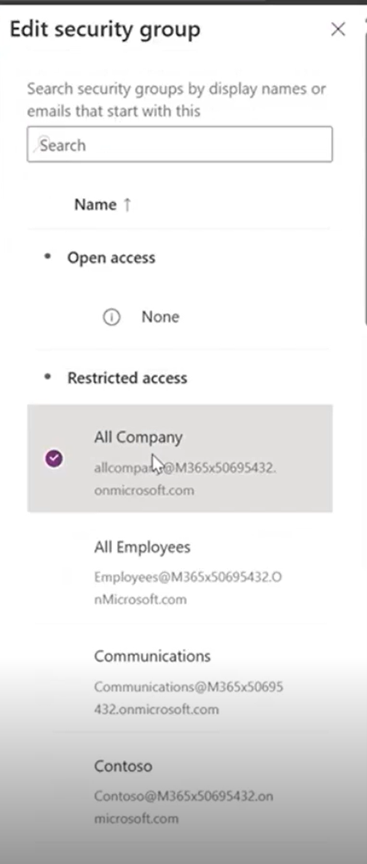 Edit security group
Search security groups by display names or
emails that start with this
Search
Name ↑
Open access
None
Restricted access
All Company
allcompany@M365x50695432.
onmicrosoft.com
All Employees
Employees@M365x50695432.O
nMicrosoft.com
Communications
Communications@M365x50695
432.onmicrosoft.com
Contoso
Contoso@M365x50695432.on
microsoft.com